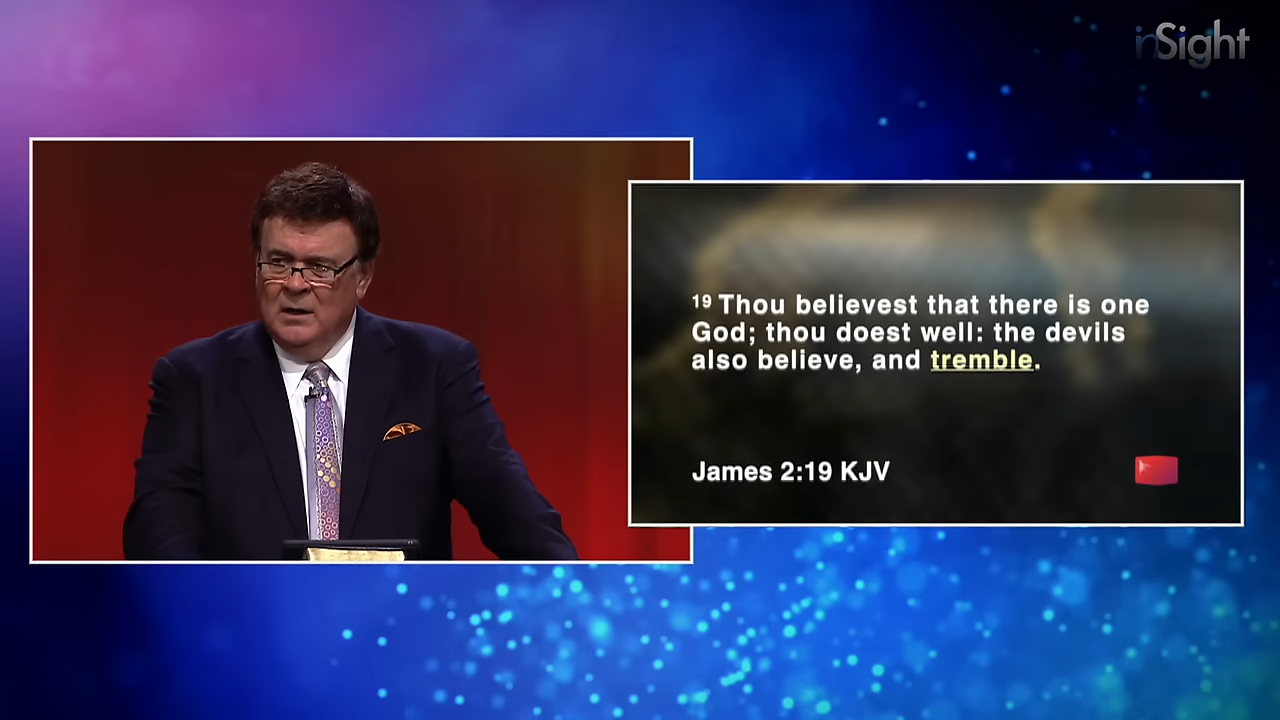 inSight
¹⁹ Thou believest that there is one
God; thou doest well: the devils
also believe, and tremble.
James 2:19 KJV